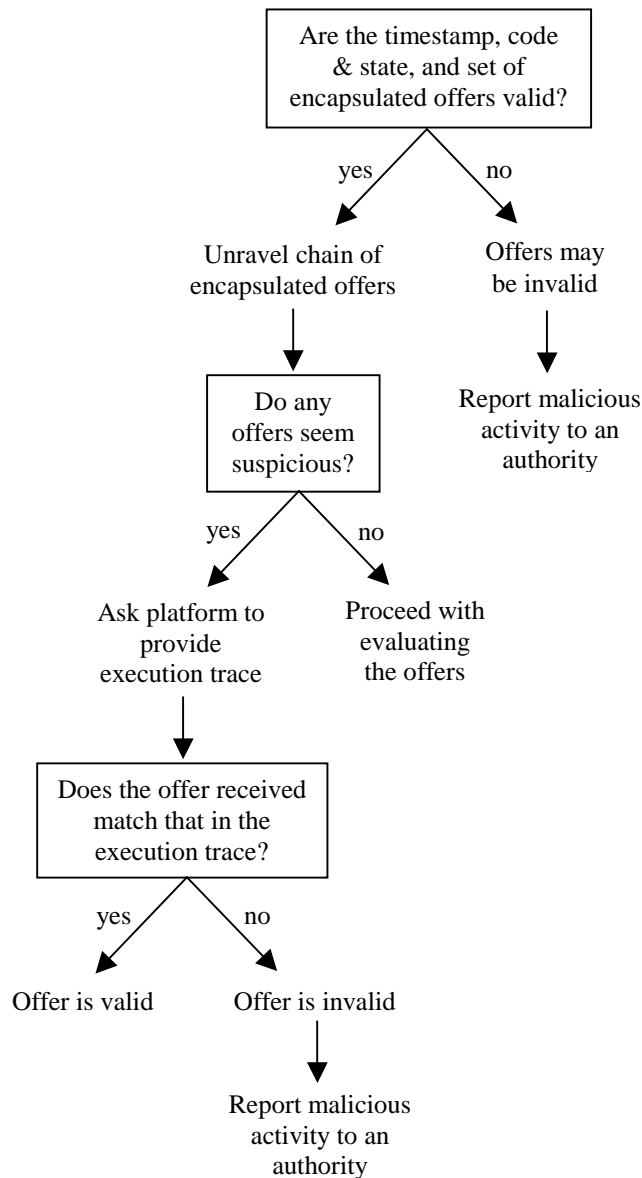 Are the timestamp, code
& state, and set of
encapsulated offers valid?
yes
no
Unravel chain of
encapsulated offers
Offers may
be invalid
Do any
offers seem
suspicious?
Report malicious
activity to an
authority
yes
no
Ask platform to
provide
execution trace
Proceed with
evaluating
the offers
Does the offer received
match that in the
execution trace?
yes
no
Offer is valid
Offer is invalid
Report malicious
activity to an
authority